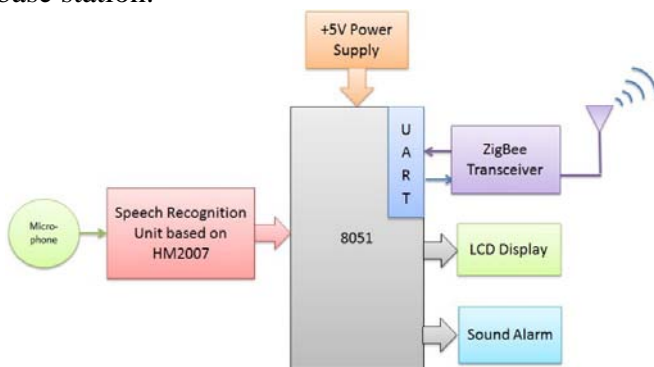 base station.
+5V Power
Supply
U
A
R
T
ZigBee
Transceiver
Micro-
phone
Speech Recognition
Unit based on
HM2007
8051
LCD Display
Sound Alarm